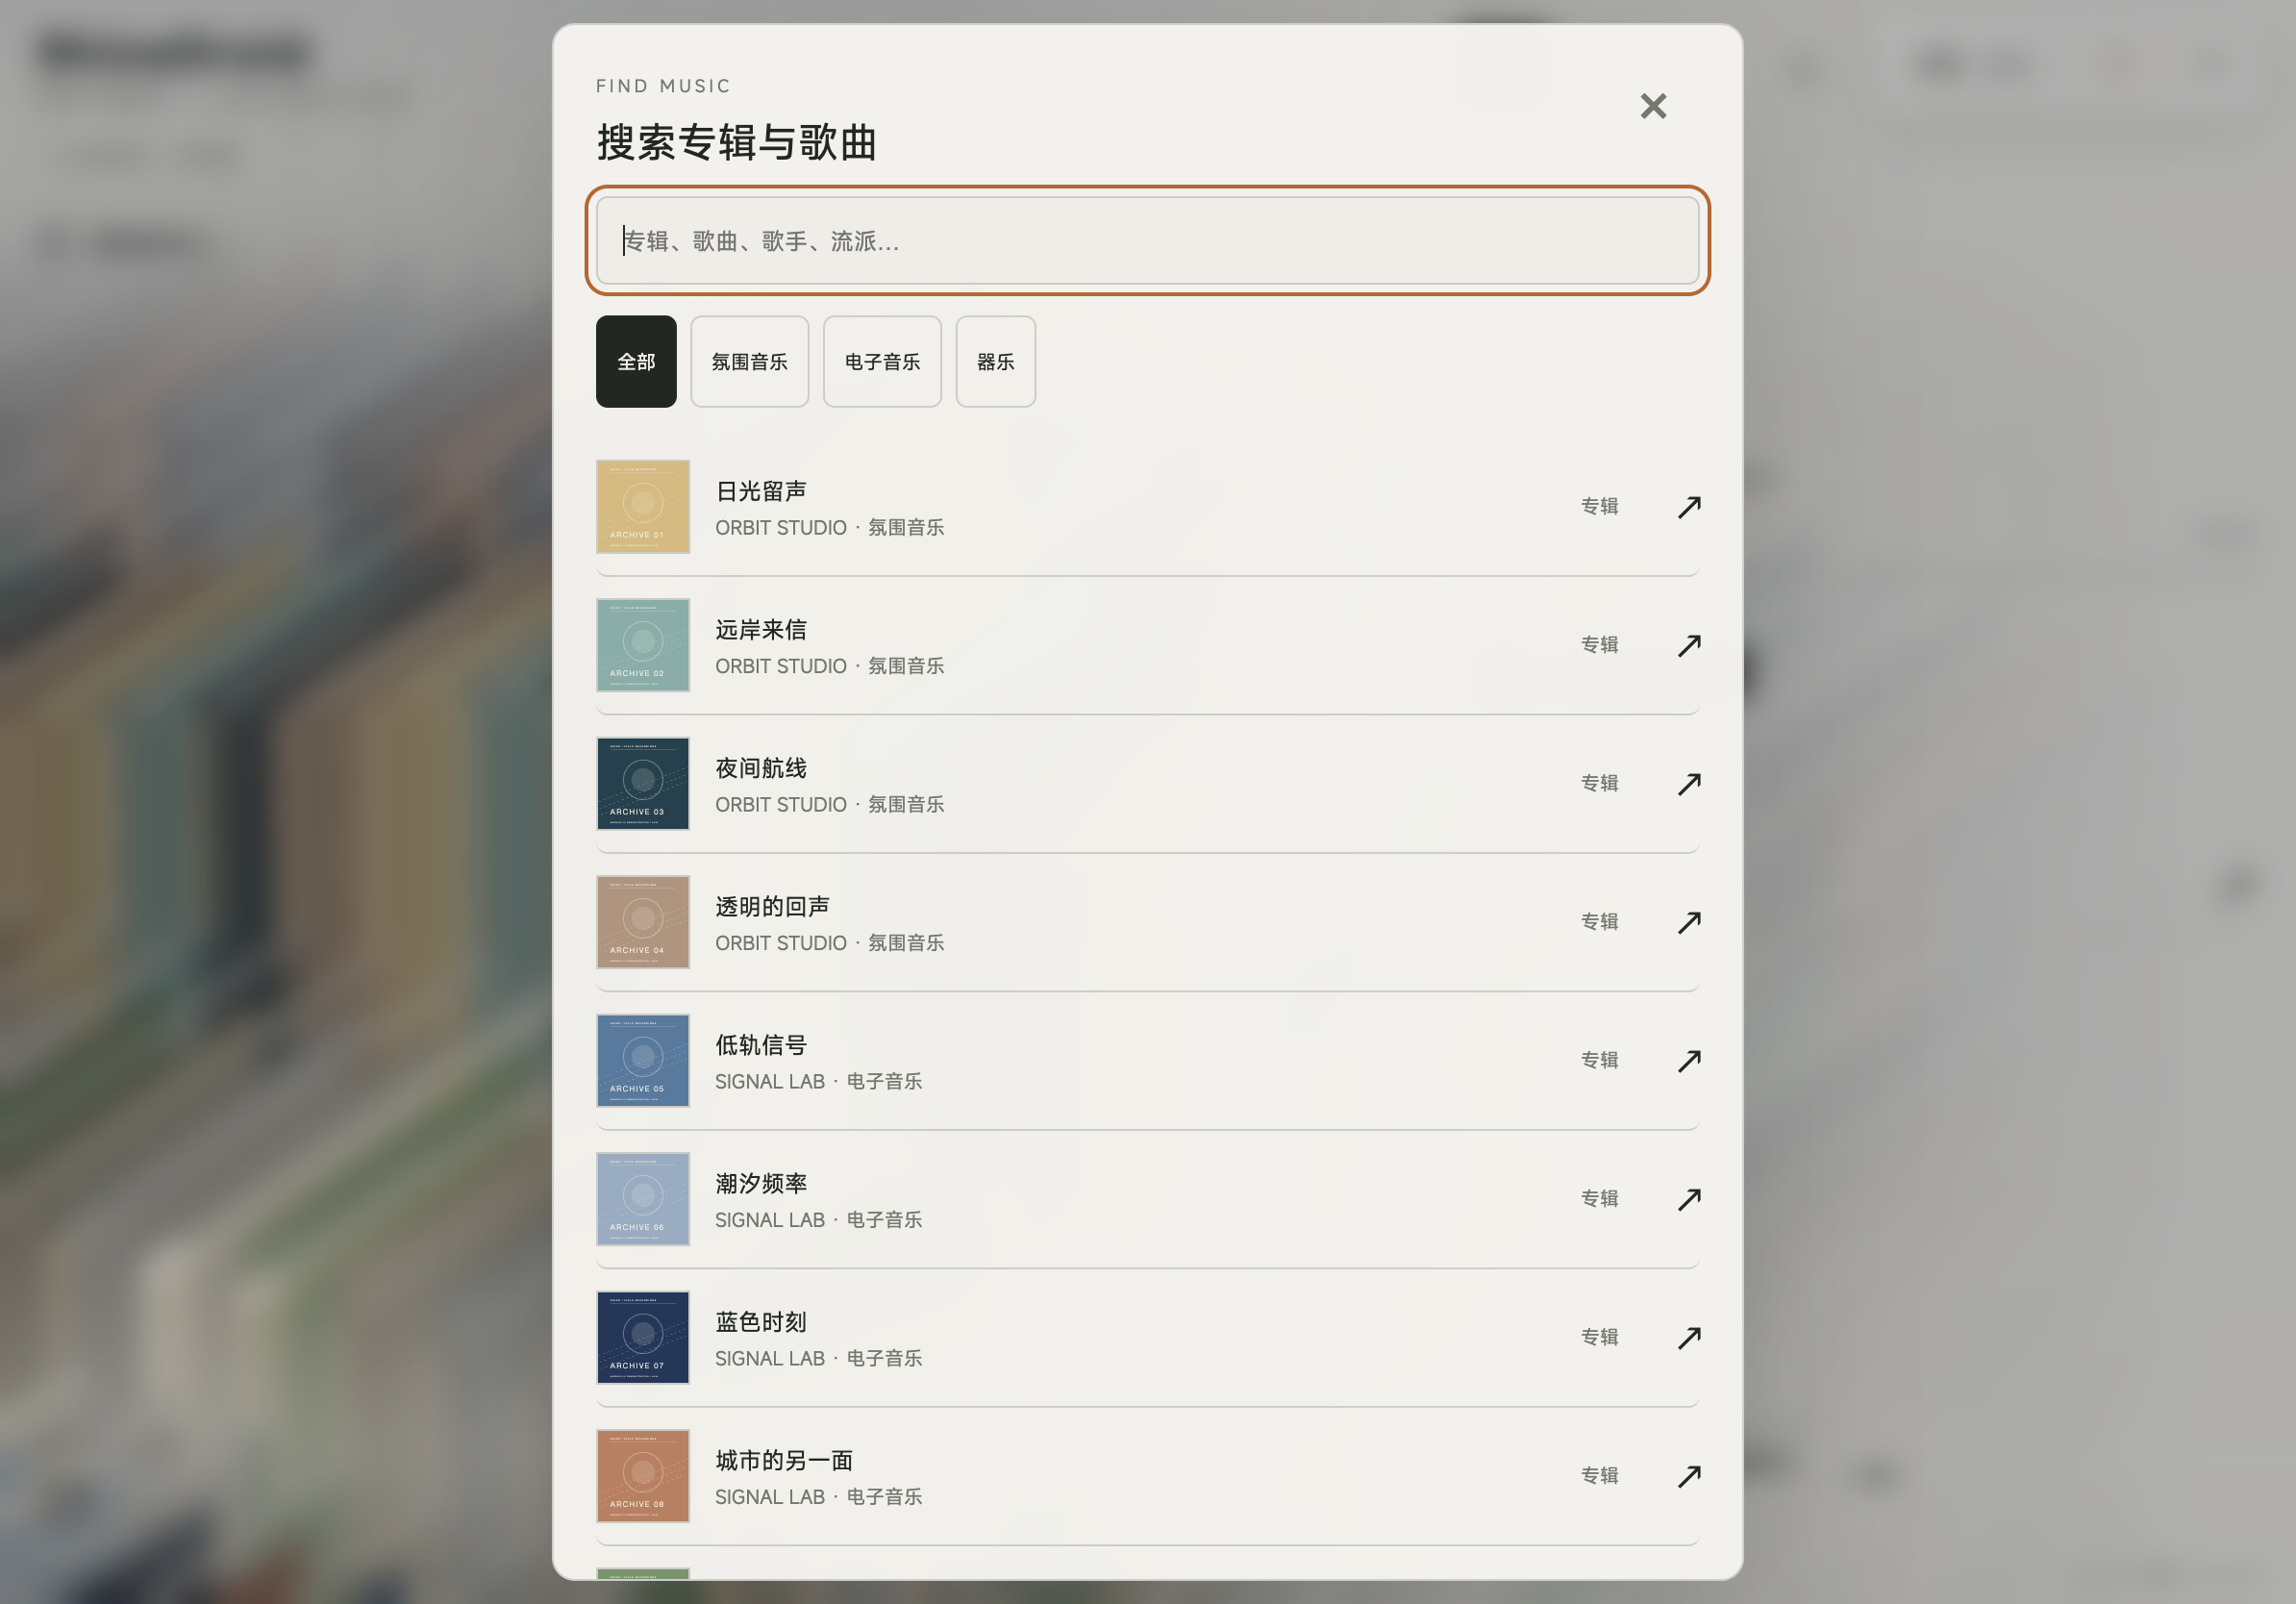 FIND MUSIC
搜索专辑与歌曲
专辑、歌曲、歌手、流派...
全部
氛围音乐
电子音乐
器乐
ARCHIVE 01
日光留声
ORBIT STUDIO · 氛围音乐
专辑
ARCHIVE 02
远岸来信
ORBIT STUDIO · 氛围音乐
专辑
ARCHIVE 03
夜间航线
ORBIT STUDIO · 氛围音乐
专辑
ARCHIVE 04
透明的回声
ORBIT STUDIO · 氛围音乐
专辑
ARCHIVE 05
低轨信号
SIGNAL LAB · 电子音乐
专辑
ARCHIVE 06
潮汐频率
SIGNAL LAB · 电子音乐
专辑
ARCHIVE 07
蓝色时刻
SIGNAL LAB · 电子音乐
专辑
ARCHIVE 08
城市的另一面
SIGNAL LAB · 电子音乐
专辑